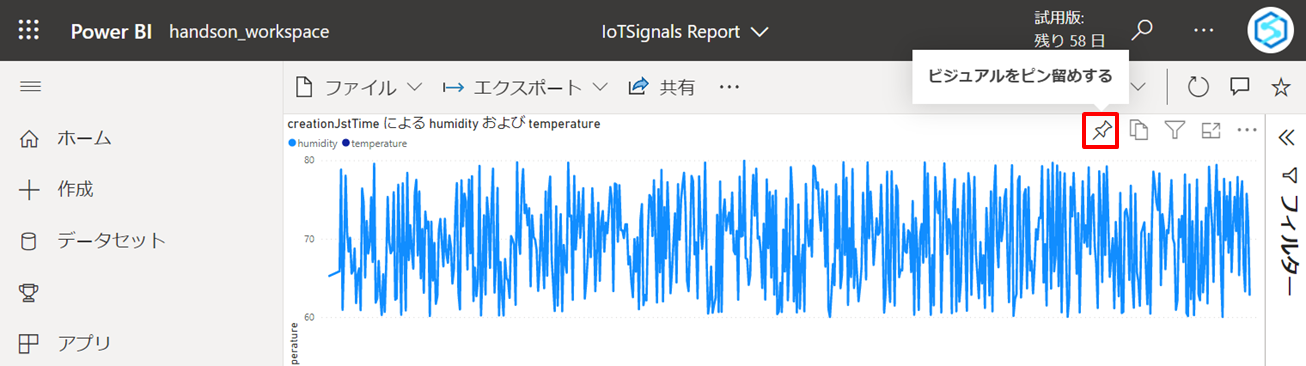 Power BI handson_workspace
IoTSignals Report
試用版:
残り 58 日
ビジュアルをピン留めする
ファイル
エクスポート
共有
ホーム
作成
データセット
アプリ
creationJstTime による humidity および temperature
humidity temperature
80
70
60
perature
フィルター